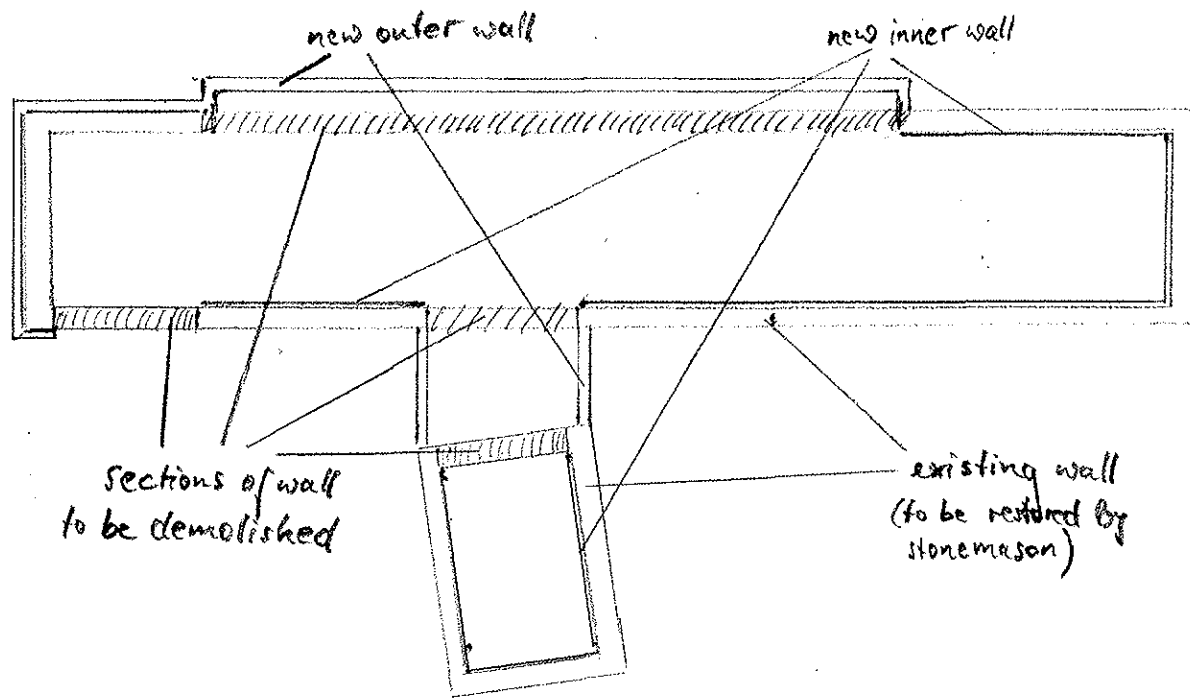 new outer wall
new inner wall
sections of wall
to be demolished
existing wall
(to be restored by
stonemason)